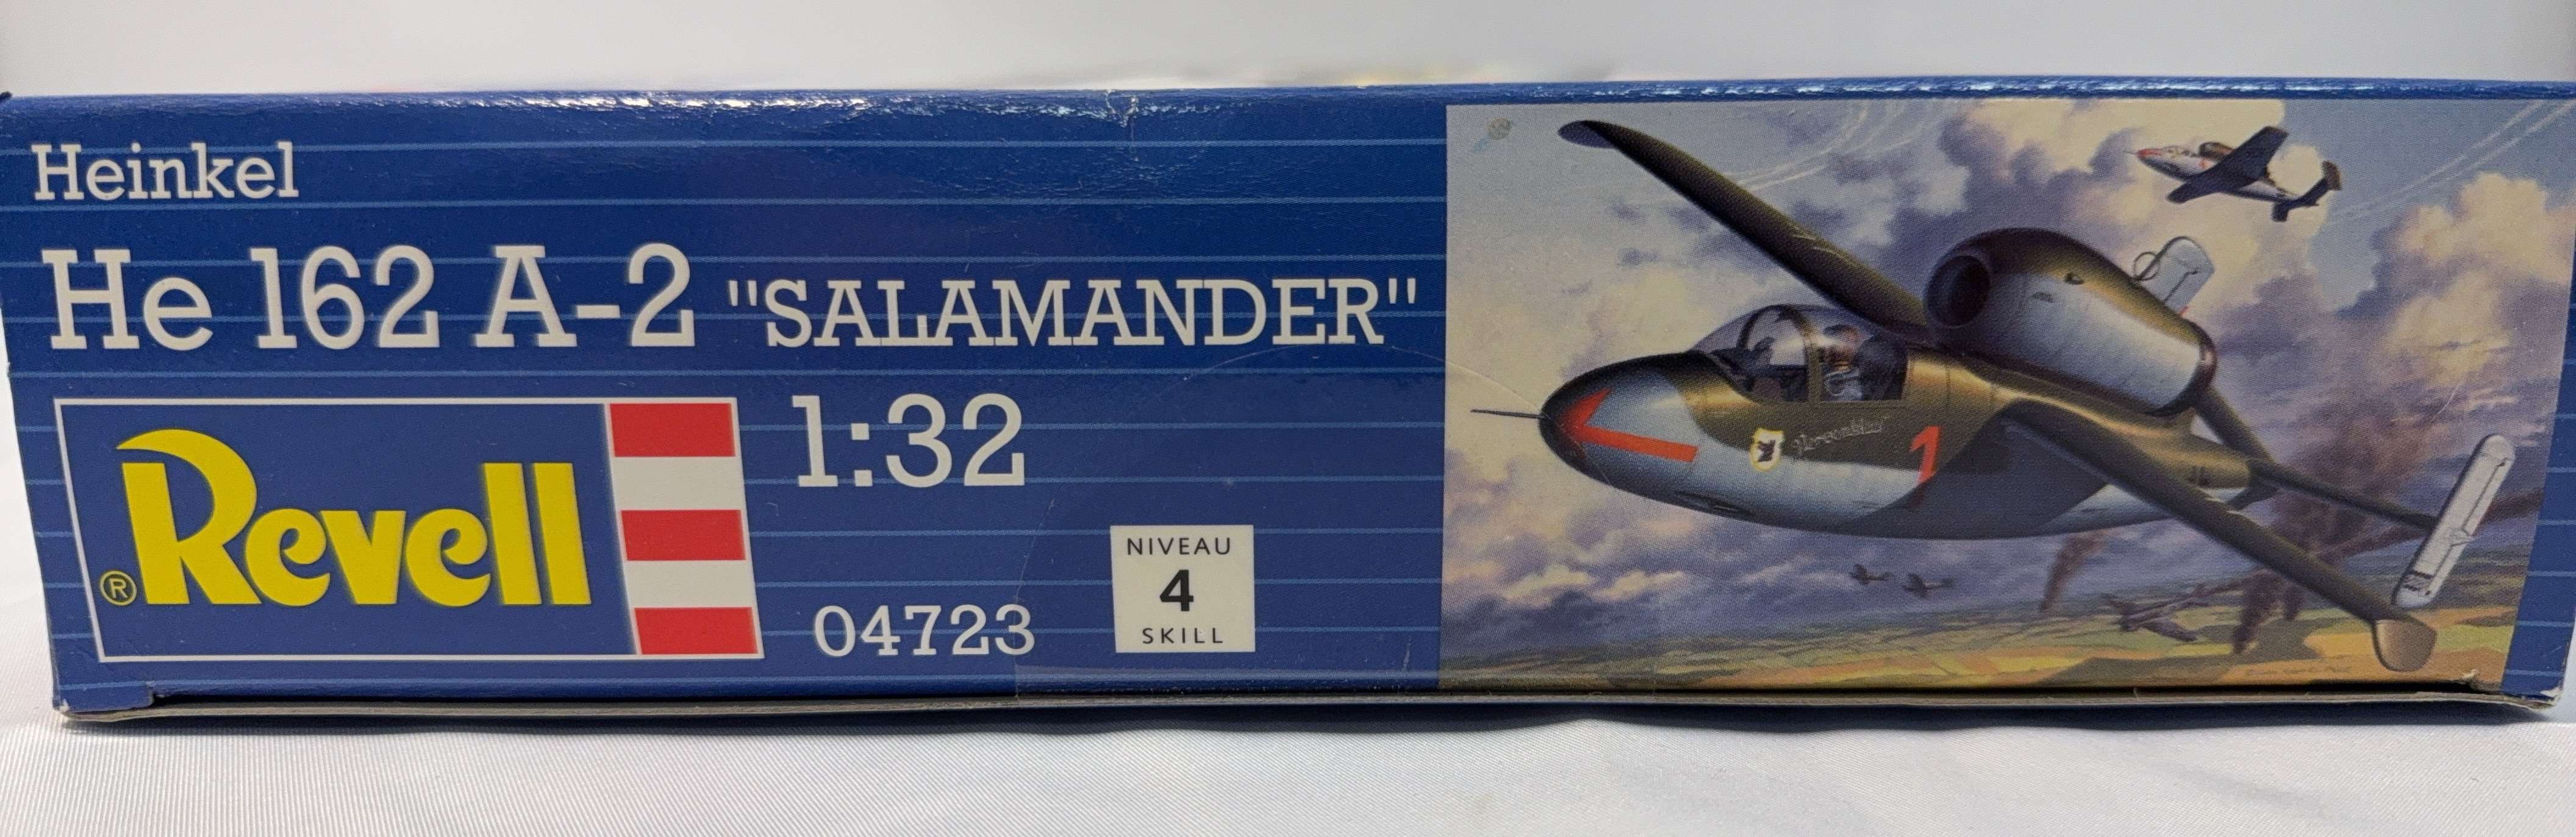 Heinkel
He 162 A-2 "SALAMANDER"
1:32
®Revell
04723
NIVEAU
4
SKILL
1